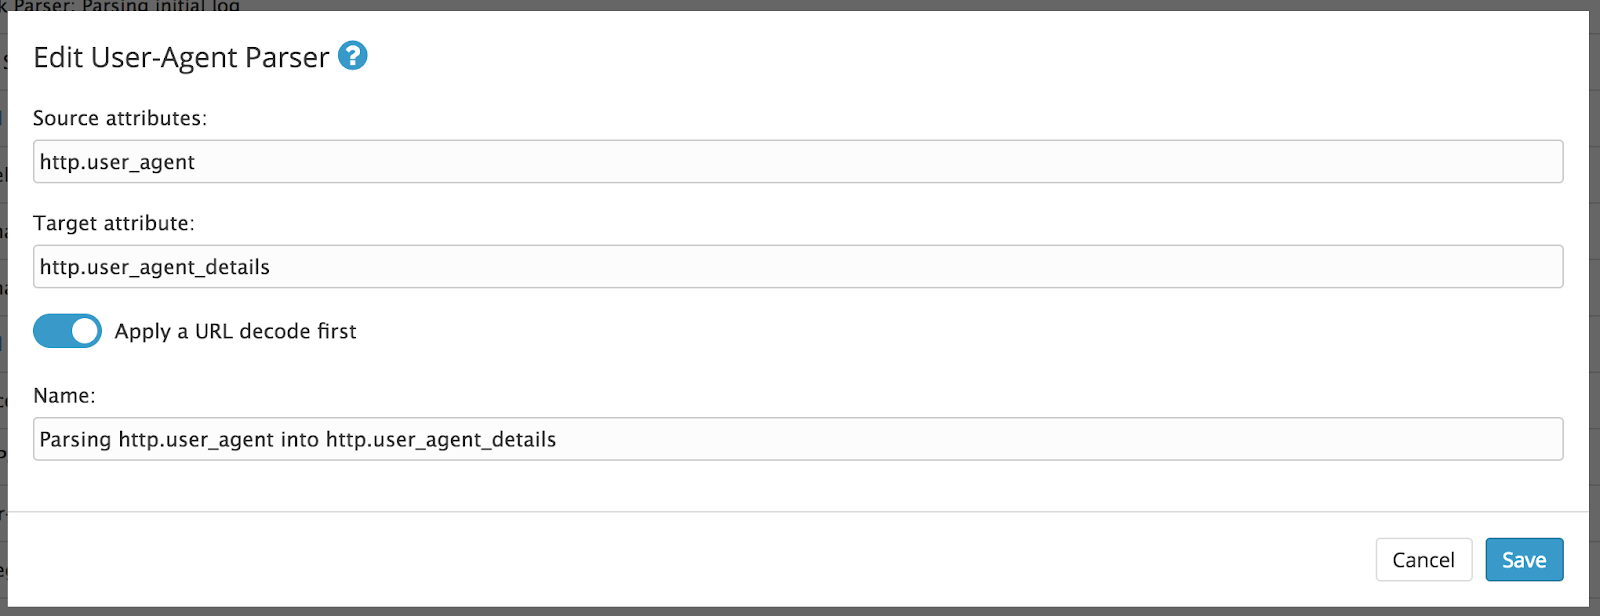 Parser: Parsing initial log
Edit User-Agent Parser ?
Source attributes:
http.user_agent
Target attribute:
http.user_agent_details
Apply a URL decode first
Name:
Parsing http.user_agent into http.user_agent_details
Cancel Save